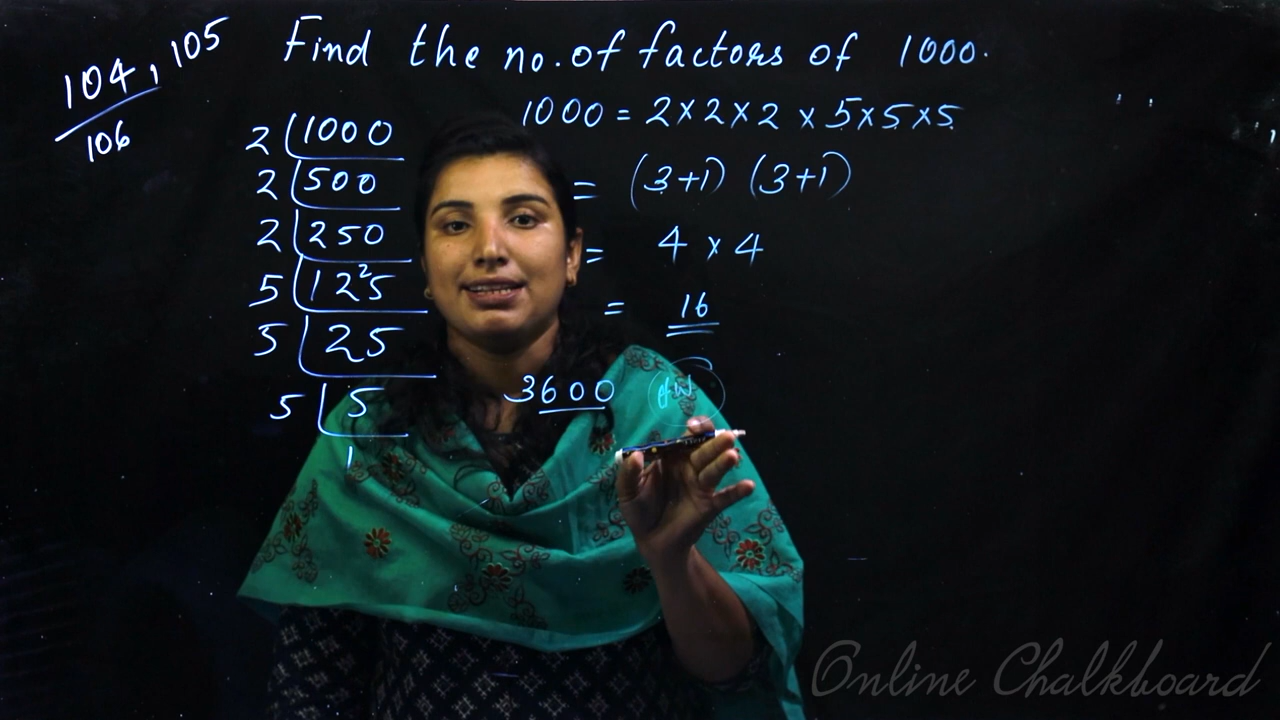 104, 105
106
Find the no. of factors of 1000.
1000 = 2×2×2 × 5×5×5
= (3+1) (3+1)
= 4 × 4
= 16
2 1000
2 500
2 250
5 12²5
5 25
5 5
1
3600
Online Chalkboard